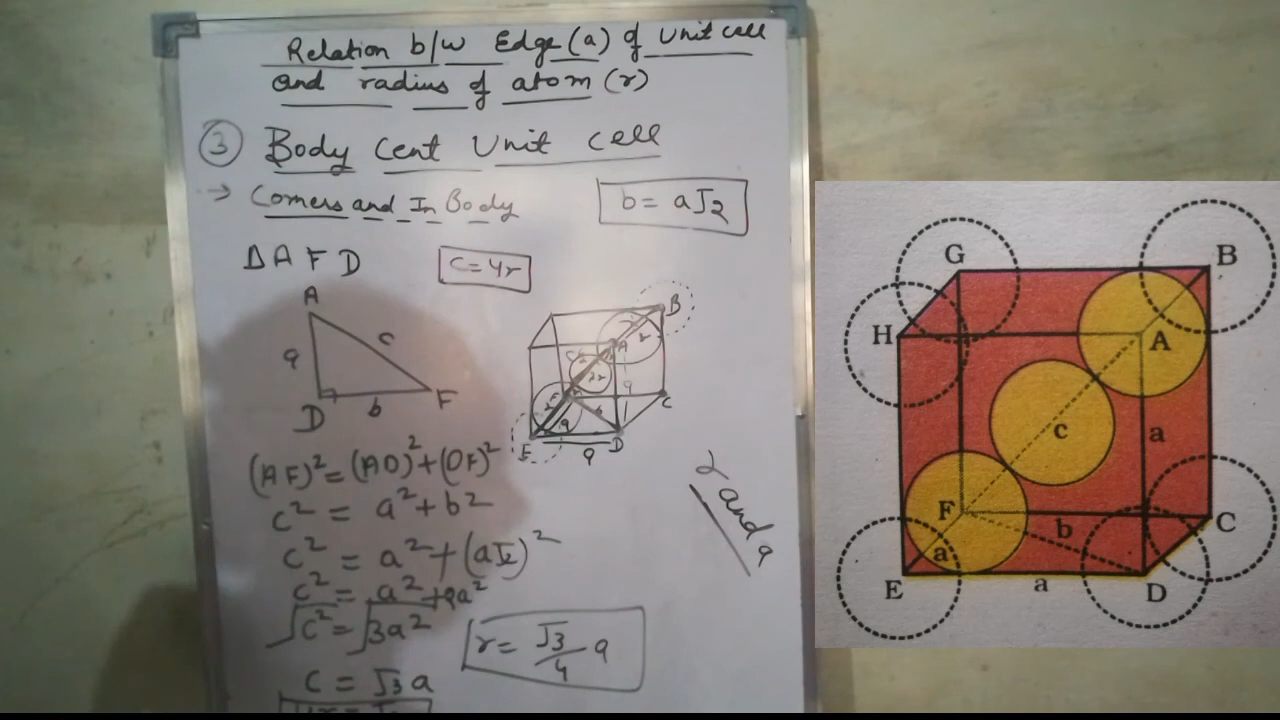 Relation b/w Edge(a) of Unit cell
and radius of atom (r)
③ Body Cent Unit Cell
→ Corners and In Body
b = a√2
ΔAFD
C = 4r
A
a
c
D
b
F
(AF)² = (AD)² + (DF)²
c² = a² + b2
c² = a² + (a√2)²
c² = a² + 2a²
√c² = √3a²
C = √3 a
r = √3/4 a
r and a
B
A
2r
a
C
E
D
a
G
B
H
A
c
a
F
b
C
a
E
a
D